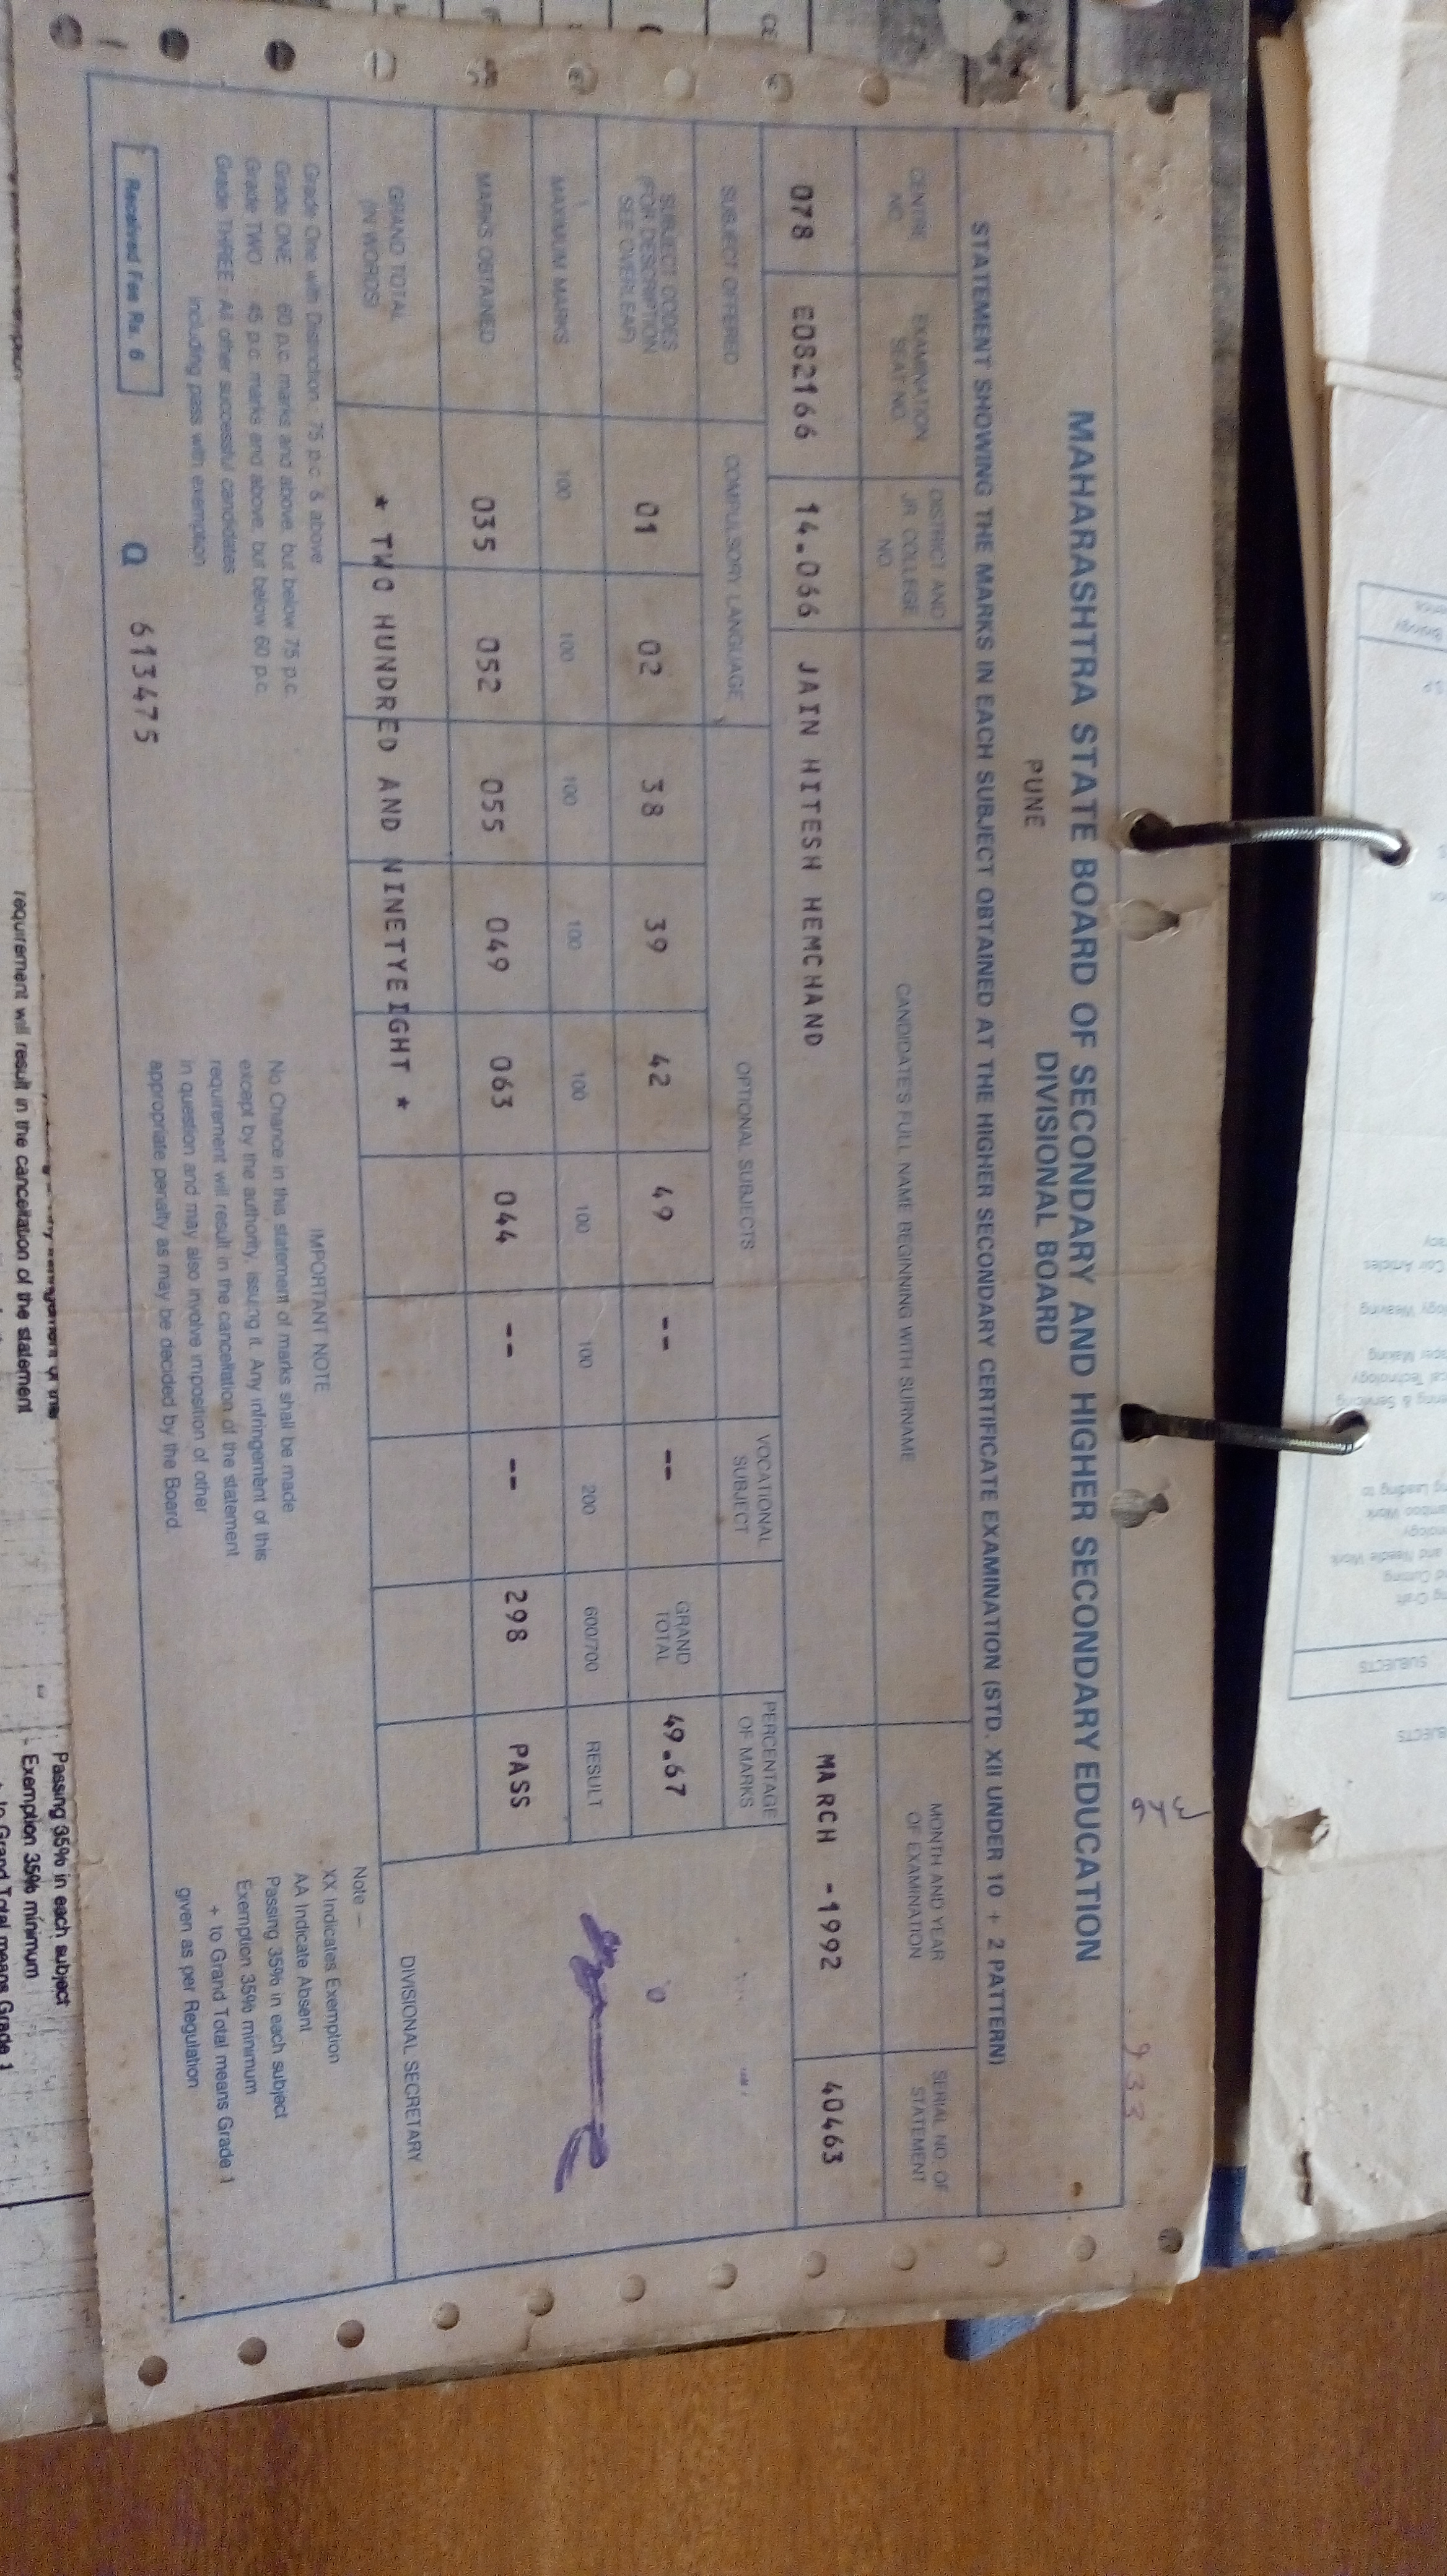 MAHARASHTRA STATE BOARD OF SECONDARY AND HIGHER SECONDARY EDUCATION
PUNE DIVISIONAL BOARD
STATEMENT SHOWING THE MARKS IN EACH SUBJECT OBTAINED AT THE HIGHER SECONDARY CERTIFICATE EXAMINATION (STD. XII UNDER 10 + 2 PATTERN)
CENTRE NO. EXAMINATION SEAT NO. DISTRICT AND JR. COLLEGE NO. CANDIDATE'S FULL NAME BEGINNING WITH SURNAME MONTH AND YEAR OF EXAMINATION SERIAL NO. OF STATEMENT
078 E082166 14.066 JAIN HITESH HEMCHAND MARCH -1992 40463
SUBJECT OFFERED COMPULSORY LANGUAGE OPTIONAL SUBJECTS VOCATIONAL SUBJECT PERCENTAGE OF MARKS
SUBJECT CODES (FOR DESCRIPTION SEE OVERLEAF) 01 02 38 39 42 49 -- -- GRAND TOTAL 49.67
MAXIMUM MARKS 100 100 100 100 100 100 100 200 600/700 RESULT
MARKS OBTAINED 035 052 055 049 063 044 -- -- 298 PASS
GRAND TOTAL (IN WORDS) * TWO HUNDRED AND NINETYEIGHT *
DIVISIONAL SECRETARY
Grade One with Distinction : 75 p.c. & above
Grade ONE : 60 p.c. marks and above, but below 75 p.c.
Grade TWO : 45 p.c. marks and above, but below 60 p.c.
Grade THREE : All other successful candidates
including pass with exemption
Received Fee Rs. 6
Q 613475
IMPORTANT NOTE
No Chance in this statement of marks shall be made
except by the authority, issuing it. Any infringement of this
requirement will result in the cancellation of the statement
in question and may also involve imposition of other
appropriate penalty as may be decided by the Board
Note —
XX Indicates Exemption
AA Indicate Absent
Passing 35% in each subject
Exemption 35% minimum
+ to Grand Total means Grade 1
given as per Regulation
933
requirement will result in the cancellation of the statement
Passing 35% in each subject
Exemption 35% minimum
to Grand Total means Grade 1